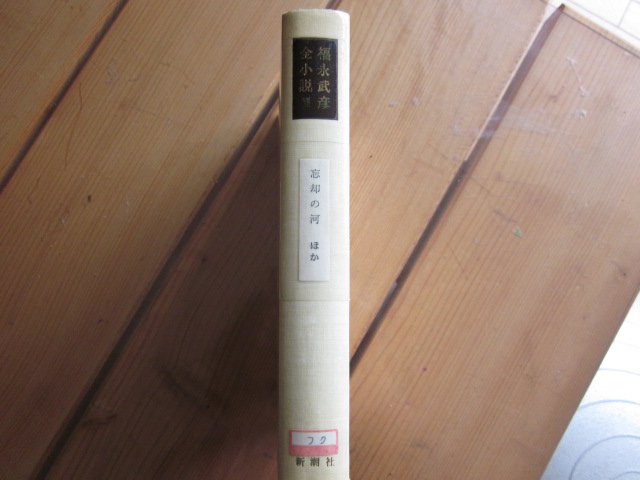 福永武彦
全小説
忘却の河 ほか
フク
新潮社